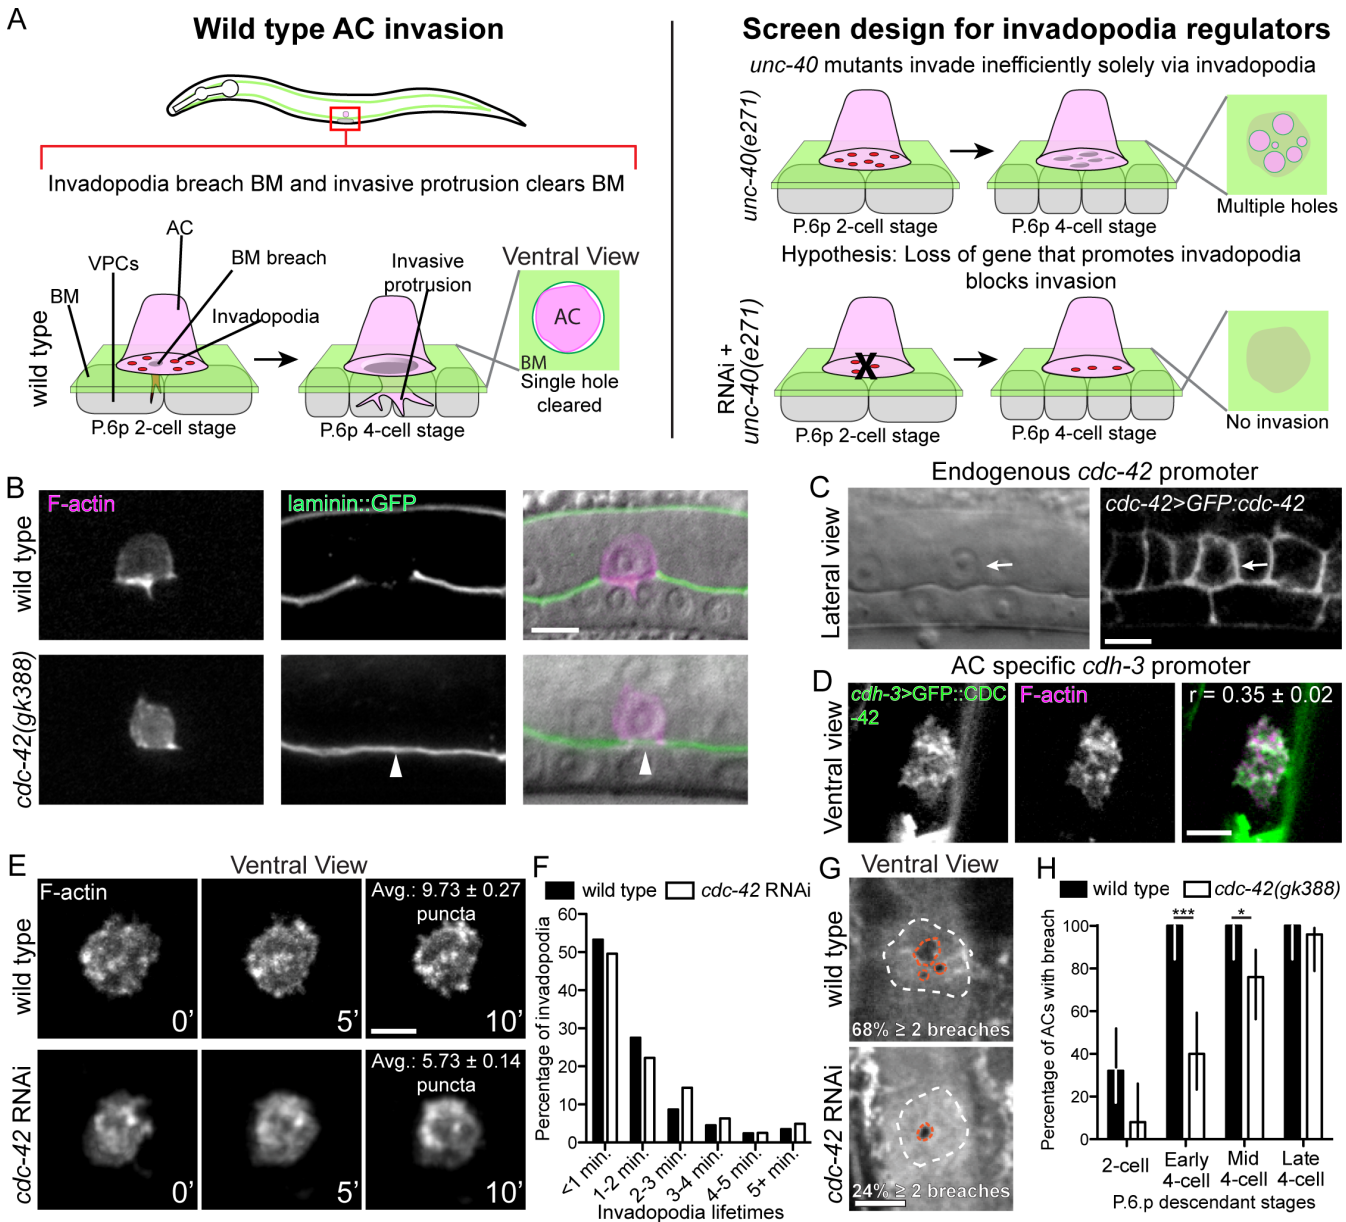 A
Wild type AC invasion
Invadopodia breach BM and invasive protrusion clears BM
AC
VPCs
BM
BM breach
Invadopodia
Invasive
protrusion
Ventral View
AC
BM
Single hole
cleared
wild type
P.6p 2-cell stage
P.6p 4-cell stage
Screen design for invadopodia regulators
unc-40 mutants invade inefficiently solely via invadopodia
unc-40(e271)
P.6p 2-cell stage
P.6p 4-cell stage
Multiple holes
Hypothesis: Loss of gene that promotes invadopodia
blocks invasion
RNAi +
unc-40(e271)
X
P.6p 2-cell stage
P.6p 4-cell stage
No invasion
B
F-actin
laminin::GFP
wild type
cdc-42(gk388)
C
Endogenous cdc-42 promoter
Lateral view
cdc-42>GFP:cdc-42
AC specific cdh-3 promoter
D
Ventral view
cdh-3>GFP::CDC
-42
F-actin
r = 0.35 ± 0.02
E
Ventral View
wild type
F-actin
0’
5’
Avg.: 9.73 ± 0.27
puncta
10’
cdc-42 RNAi
0’
5’
Avg.: 5.73 ± 0.14
puncta
10’
F
wild type
cdc-42 RNAi
Percentage of invadopodia
60
50
40
30
20
10
0
<1 min.
1-2 min.
2-3 min.
3-4 min.
4-5 min.
5+ min.
Invadopodia lifetimes
G
Ventral View
wild type
68% ≥ 2 breaches
cdc-42 RNAi
24% ≥ 2 breaches
H
wild type
cdc-42(gk388)
Percentage of ACs with breach
100
80
60
40
20
0
***
*
2-cell
Early
4-cell
Mid
4-cell
Late
4-cell
P.6.p descendant stages